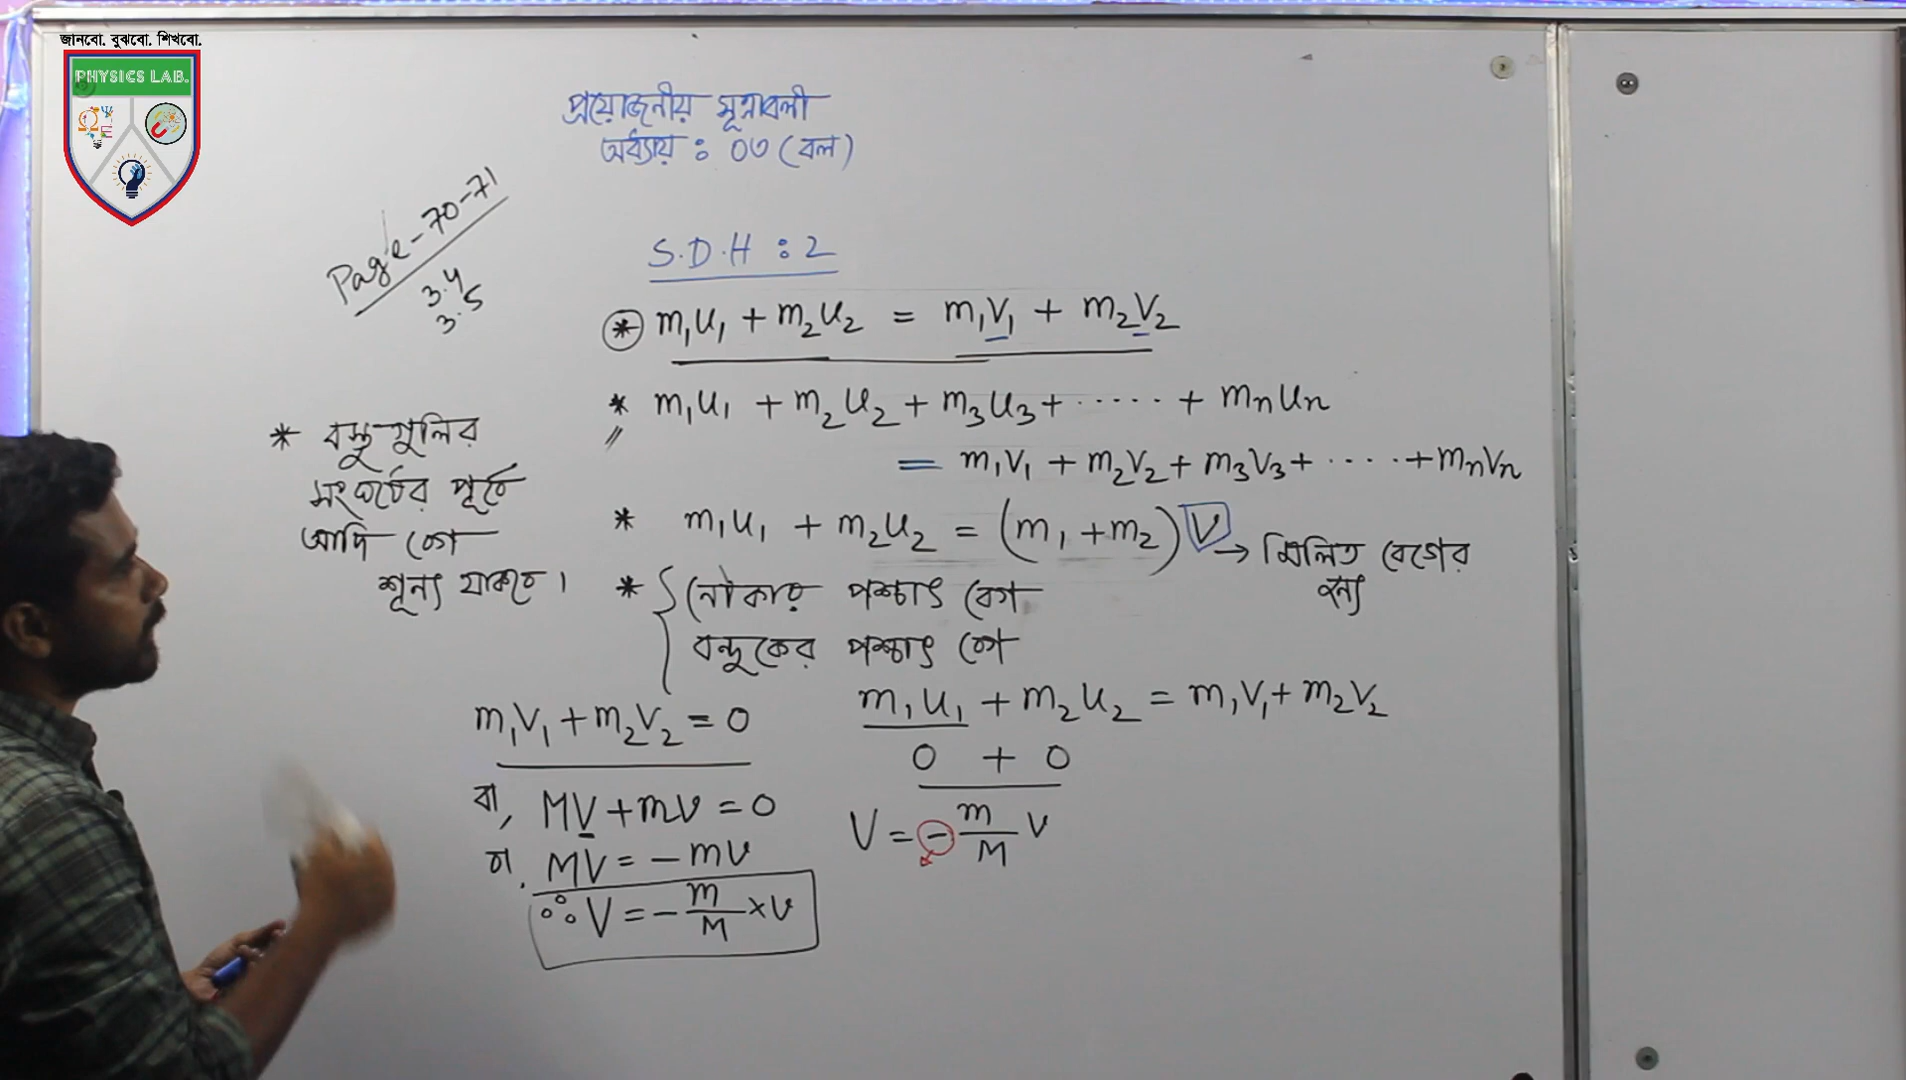 জানবো. বুঝবো. শিখবো.
PHYSICS LAB.
প্রয়োজনীয় সূত্রাবলী
অধ্যায় : ০৩ (বল)
Page - 70-71
3.4
3.5
S.D.H : 2
* m₁u₁ + m₂u₂ = m₁v₁ + m₂v₂
* m₁u₁ + m₂u₂ + m₃u₃ + ..... + mₙuₙ
= m₁v₁ + m₂v₂ + m₃v₃ + ..... + mₙvₙ
* m₁u₁ + m₂u₂ = (m₁ + m₂) V → মিলিত বেগের
জন্য
* বস্তুগুলির
সংঘর্ষের পূর্বে
আদি বেগ
শূন্য থাকবে।
* { নৌকার পশ্চাৎ বেগ
বন্দুকের পশ্চাৎ বেগ
m₁v₁ + m₂v₂ = 0
বা, MV + mv = 0
বা, MV = - mv
∴ V = - m/M × v
m₁u₁ + m₂u₂ = m₁v₁ + m₂v₂
0 + 0
V = - m/M v